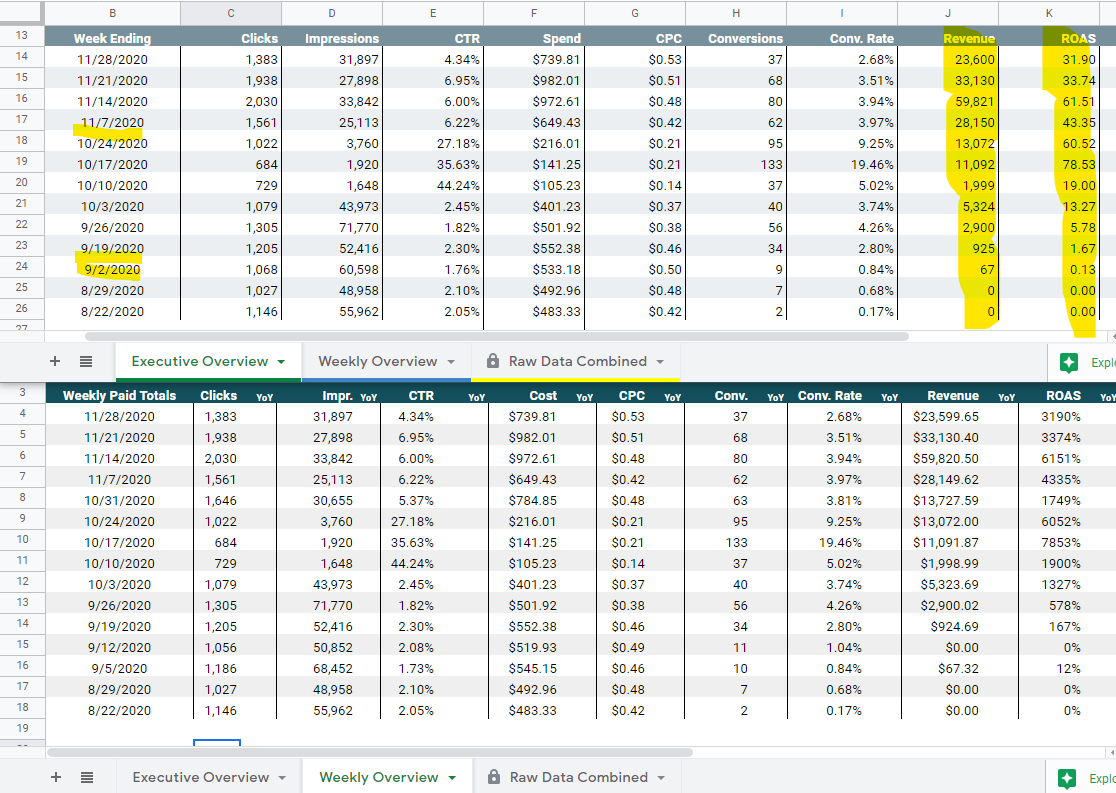 B C D E F G H I J K
13 Week Ending Clicks Impressions CTR Spend CPC Conversions Conv. Rate Revenue ROAS
14 11/28/2020 1,383 31,897 4.34% $739.81 $0.53 37 2.68% 23,600 31.90
15 11/21/2020 1,938 27,898 6.95% $982.01 $0.51 68 3.51% 33,130 33.74
16 11/14/2020 2,030 33,842 6.00% $972.61 $0.48 80 3.94% 59,821 61.51
17 11/7/2020 1,561 25,113 6.22% $649.43 $0.42 62 3.97% 28,150 43.35
18 10/24/2020 1,022 3,760 27.18% $216.01 $0.21 95 9.25% 13,072 60.52
19 10/17/2020 684 1,920 35.63% $141.25 $0.21 133 19.46% 11,092 78.53
20 10/10/2020 729 1,648 44.24% $105.23 $0.14 37 5.02% 1,999 19.00
21 10/3/2020 1,079 43,973 2.45% $401.23 $0.37 40 3.74% 5,324 13.27
22 9/26/2020 1,305 71,770 1.82% $501.92 $0.38 56 4.26% 2,900 5.78
23 9/19/2020 1,205 52,416 2.30% $552.38 $0.46 34 2.80% 925 1.67
24 9/2/2020 1,068 60,598 1.76% $533.18 $0.50 9 0.84% 67 0.13
25 8/29/2020 1,027 48,958 2.10% $492.96 $0.48 7 0.68% 0 0.00
26 8/22/2020 1,146 55,962 2.05% $483.33 $0.42 2 0.17% 0 0.00
27
+ Executive Overview Weekly Overview Raw Data Combined
3 Weekly Paid Totals Clicks YoY Impr. YoY CTR YoY Cost YoY CPC YoY Conv. YoY Conv. Rate YoY Revenue YoY ROAS YoY
4 11/28/2020 1,383 31,897 4.34% $739.81 $0.53 37 2.68% $23,599.65 3190%
5 11/21/2020 1,938 27,898 6.95% $982.01 $0.51 68 3.51% $33,130.40 3374%
6 11/14/2020 2,030 33,842 6.00% $972.61 $0.48 80 3.94% $59,820.50 6151%
7 11/7/2020 1,561 25,113 6.22% $649.43 $0.42 62 3.97% $28,149.62 4335%
8 10/31/2020 1,646 30,655 5.37% $784.85 $0.48 63 3.81% $13,727.59 1749%
9 10/24/2020 1,022 3,760 27.18% $216.01 $0.21 95 9.25% $13,072.00 6052%
10 10/17/2020 684 1,920 35.63% $141.25 $0.21 133 19.46% $11,091.87 7853%
11 10/10/2020 729 1,648 44.24% $105.23 $0.14 37 5.02% $1,998.99 1900%
12 10/3/2020 1,079 43,973 2.45% $401.23 $0.37 40 3.74% $5,323.69 1327%
13 9/26/2020 1,305 71,770 1.82% $501.92 $0.38 56 4.26% $2,900.02 578%
14 9/19/2020 1,205 52,416 2.30% $552.38 $0.46 34 2.80% $924.69 167%
15 9/12/2020 1,056 50,852 2.08% $519.93 $0.49 11 1.04% $0.00 0%
16 9/5/2020 1,186 68,452 1.73% $545.15 $0.46 10 0.84% $67.32 12%
17 8/29/2020 1,027 48,958 2.10% $492.96 $0.48 7 0.68% $0.00 0%
18 8/22/2020 1,146 55,962 2.05% $483.33 $0.42 2 0.17% $0.00 0%
19
+ Executive Overview Weekly Overview Raw Data Combined